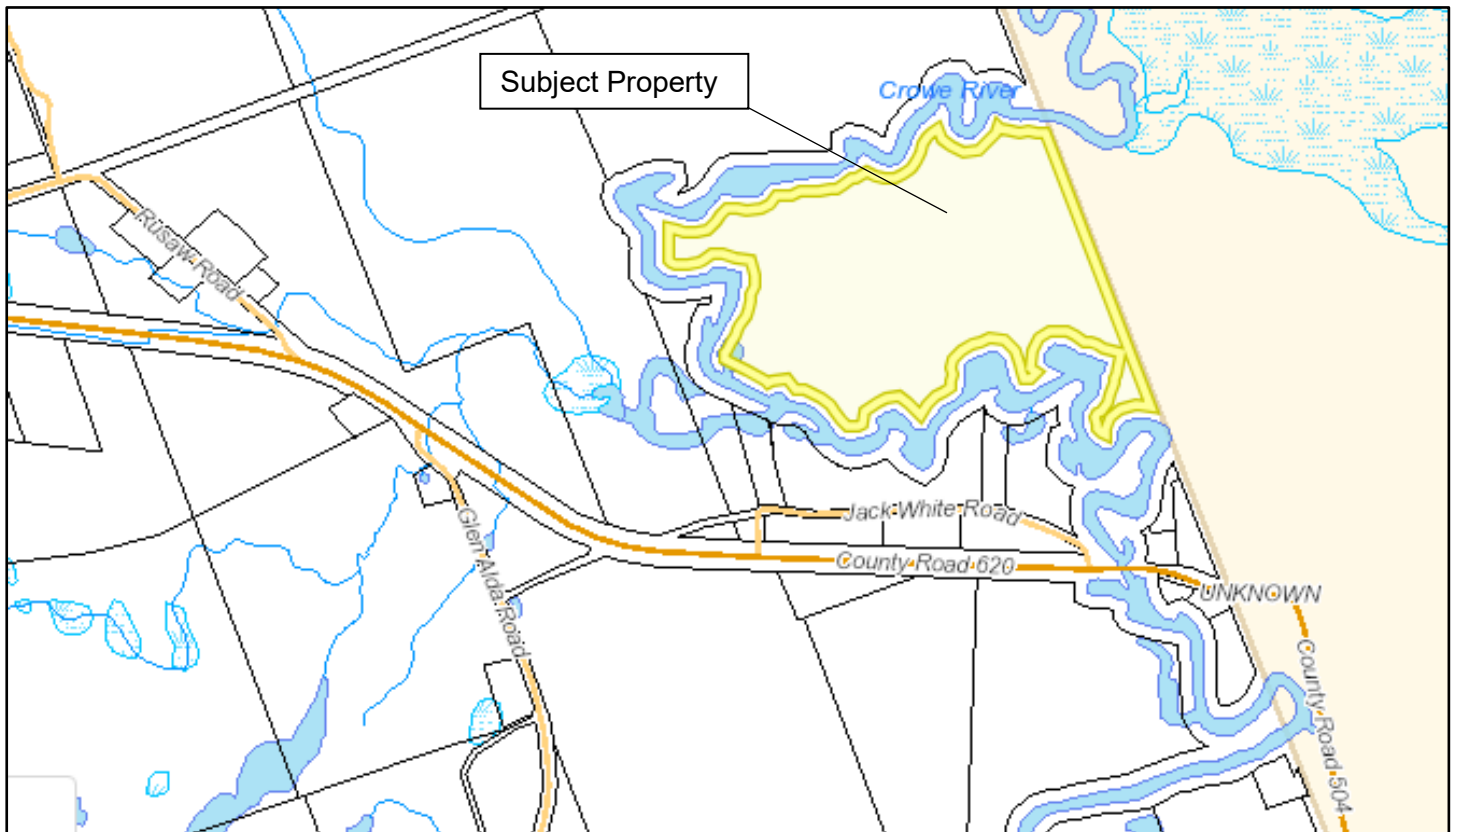 Subject Property
Crowe River
Rusaw Road
Jack White Road
County Road 620
UNKNOWN
Glen Alda Road
County Road 504